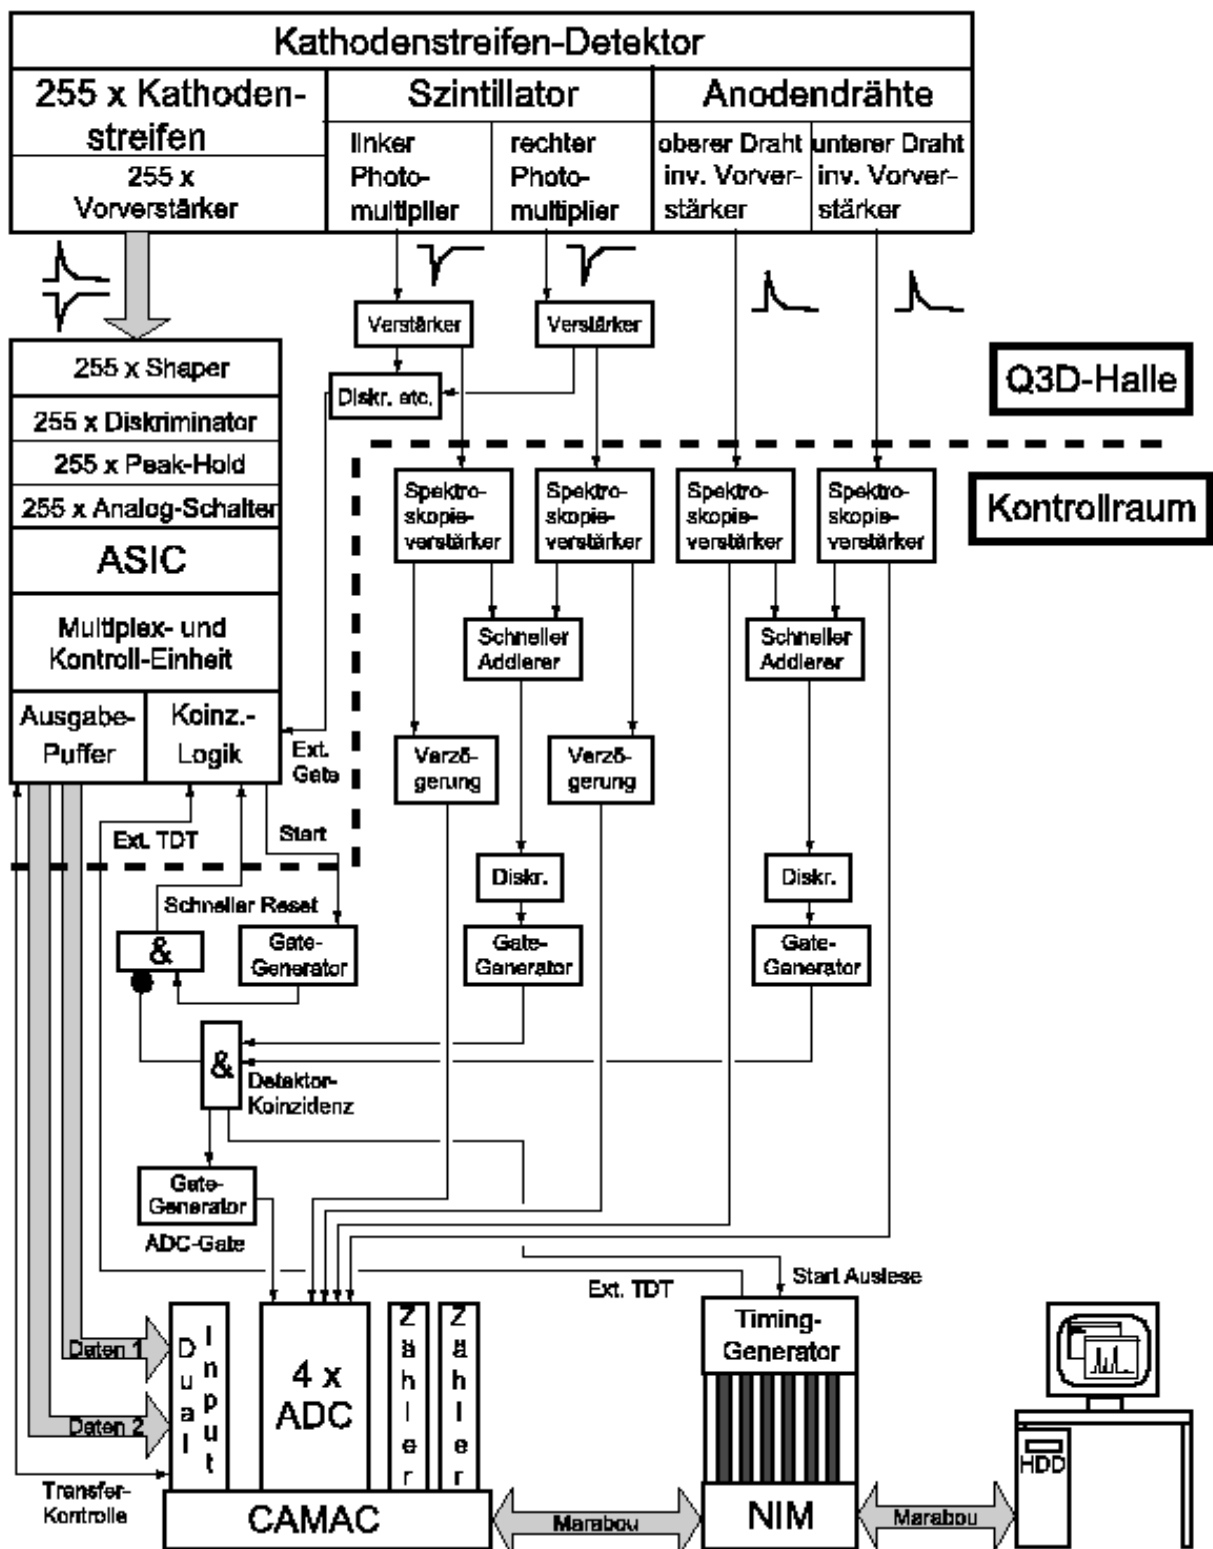 Kathodenstreifen-Detektor
255 x Kathoden-
streifen
Szintillator
Anodendrähte
255 x
Vorverstärker
linker
Photo-
multiplier
rechter
Photo-
multiplier
oberer Draht
inv. Vorver-
stärker
unterer Draht
inv. Vorver-
stärker
Verstärker
Verstärker
Diskr. etc.
255 x Shaper
255 x Diskriminator
255 x Peak-Hold
255 x Analog-Schalter
ASIC
Multiplex- und
Kontroll-Einheit
Ausgabe-
Puffer
Koinz.-
Logik
Q3D-Halle
Kontrollraum
Spektro-
skopie-
verstärker
Spektro-
skopie-
verstärker
Spektro-
skopie-
verstärker
Spektro-
skopie-
verstärker
Schneller
Addierer
Schneller
Addierer
Ext.
Gate
Verzö-
gerung
Verzö-
gerung
Ext. TDT
Start
Diskr.
Diskr.
Schneller Reset
&
Gate-
Generator
Gate-
Generator
Gate-
Generator
&
Detektor-
Koinzidenz
Gate-
Generator
ADC-Gate
Ext. TDT
Start Auslese
Daten 1
Daten 2
Dual
Input
4 x
ADC
Zähler
Zähler
Timing-
Generator
HDD
Transfer-
Kontrolle
CAMAC
Marabou
NIM
Marabou